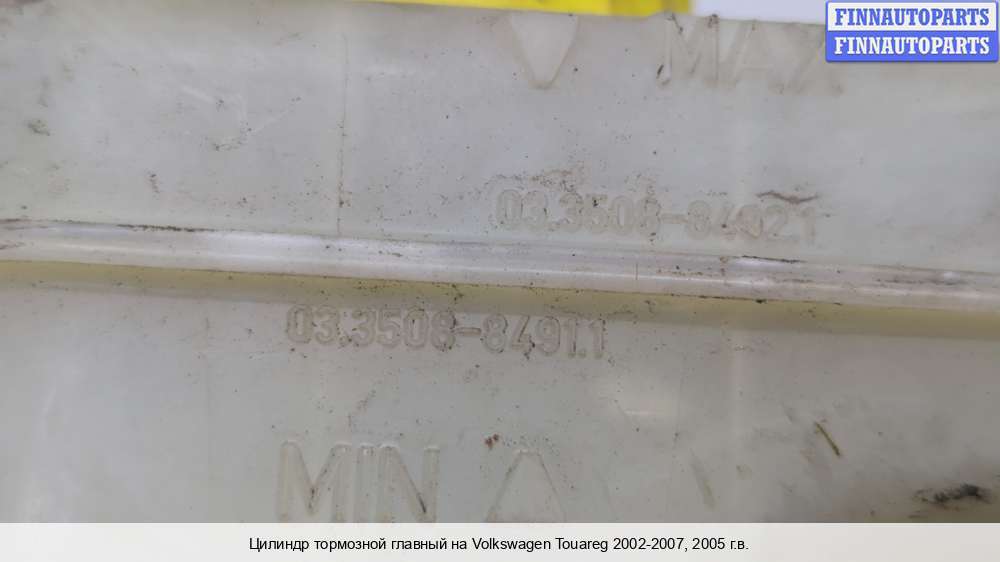 FINNAUTOPARTS
FINNAUTOPARTS
MAX
03.3508-8492.1
03.3508-8491.1
MIN
Цилиндр тормозной главный на Volkswagen Touareg 2002-2007, 2005 г.в.